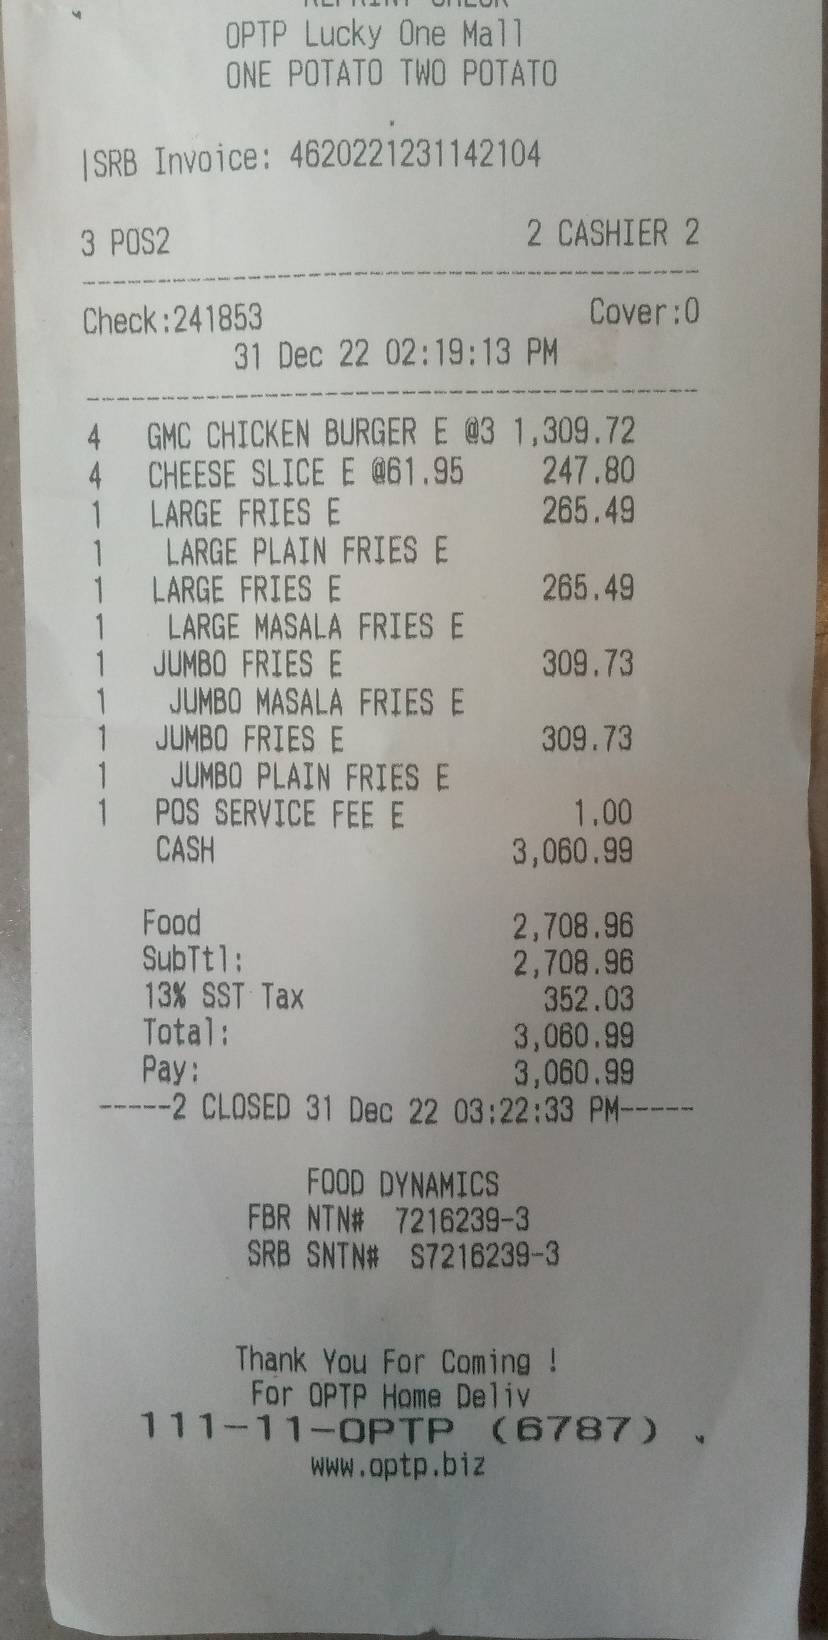 REPRINT CHECK
OPTP Lucky One Mall
ONE POTATO TWO POTATO
|SRB Invoice: 4620221231142104
3 POS2 2 CASHIER 2
Check:241853 Cover:0
31 Dec 22 02:19:13 PM
4 GMC CHICKEN BURGER E @3 1,309.72
4 CHEESE SLICE E @61.95 247.80
1 LARGE FRIES E 265.49
1 LARGE PLAIN FRIES E
1 LARGE FRIES E 265.49
1 LARGE MASALA FRIES E
1 JUMBO FRIES E 309.73
1 JUMBO MASALA FRIES E
1 JUMBO FRIES E 309.73
1 JUMBO PLAIN FRIES E
1 POS SERVICE FEE E 1.00
CASH 3,060.99
Food 2,708.96
SubTtl: 2,708.96
13% SST Tax 352.03
Total: 3,060.99
Pay: 3,060.99
-----2 CLOSED 31 Dec 22 03:22:33 PM-----
FOOD DYNAMICS
FBR NTN# 7216239-3
SRB SNTN# S7216239-3
Thank You For Coming !
For OPTP Home Deliv
111-11-OPTP (6787)
www.optp.biz